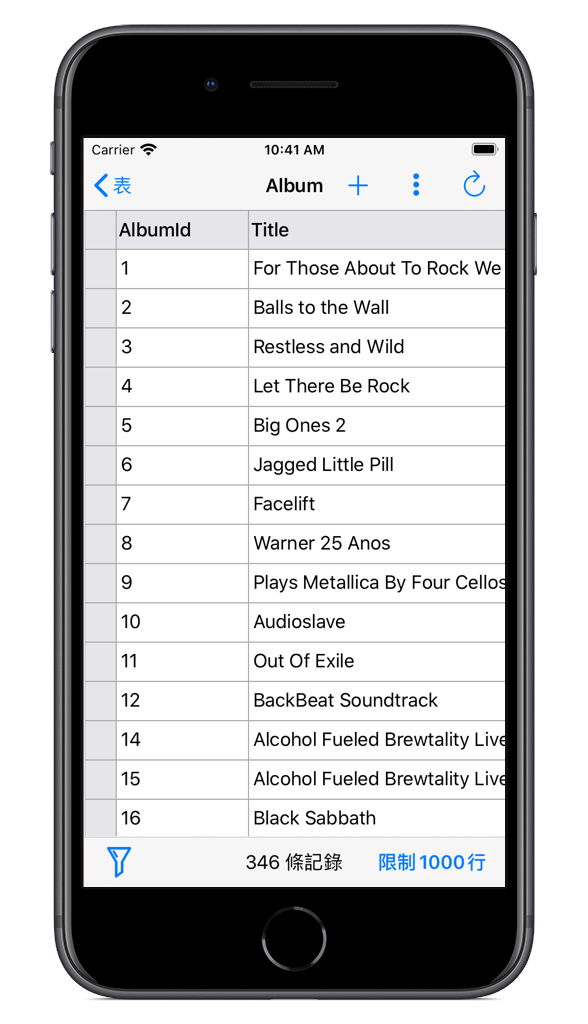 Carrier 10:41 AM
表 Album
AlbumId Title
1 For Those About To Rock We
2 Balls to the Wall
3 Restless and Wild
4 Let There Be Rock
5 Big Ones 2
6 Jagged Little Pill
7 Facelift
8 Warner 25 Anos
9 Plays Metallica By Four Cellos
10 Audioslave
11 Out Of Exile
12 BackBeat Soundtrack
14 Alcohol Fueled Brewtality Live
15 Alcohol Fueled Brewtality Live
16 Black Sabbath
346 條記錄 限制1000行